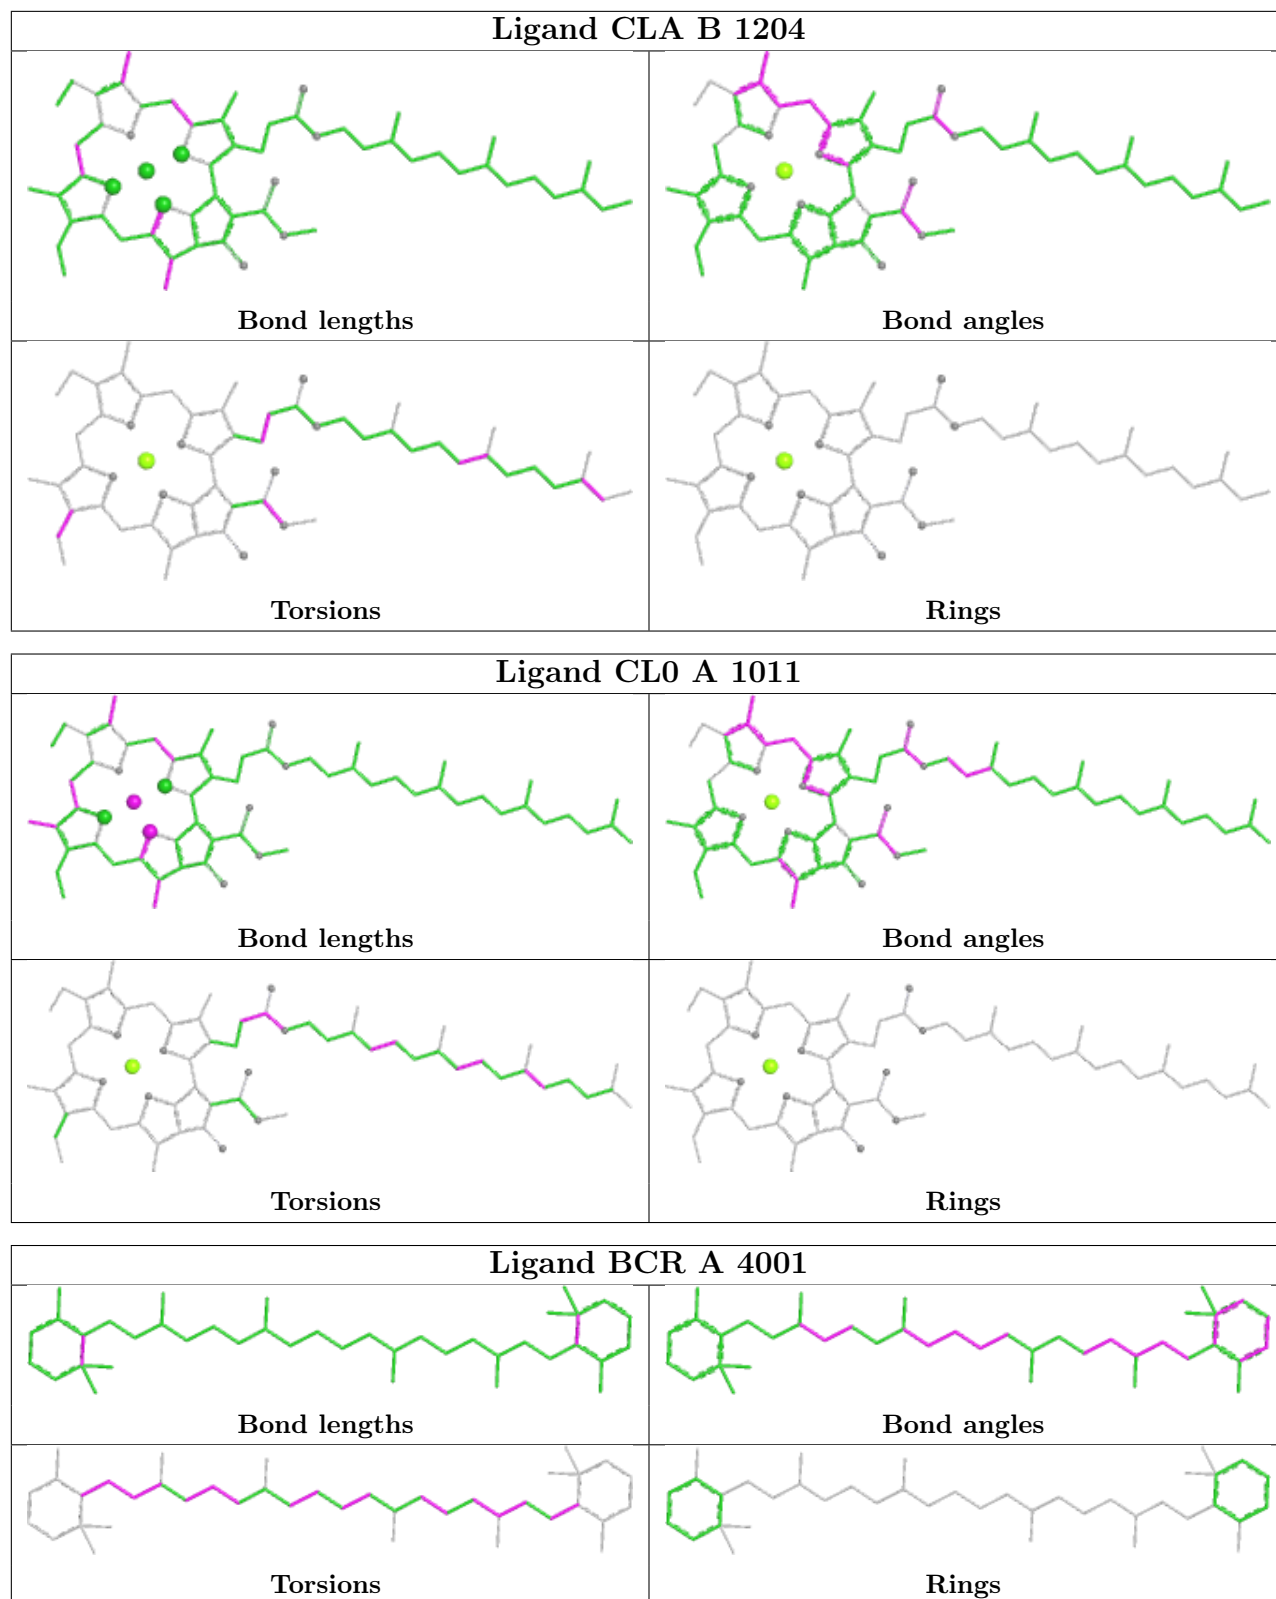 Ligand CLA B 1204
Bond lengths
Bond angles
Torsions
Rings
Ligand CL0 A 1011
Bond lengths
Bond angles
Torsions
Rings
Ligand BCR A 4001
Bond lengths
Bond angles
Torsions
Rings